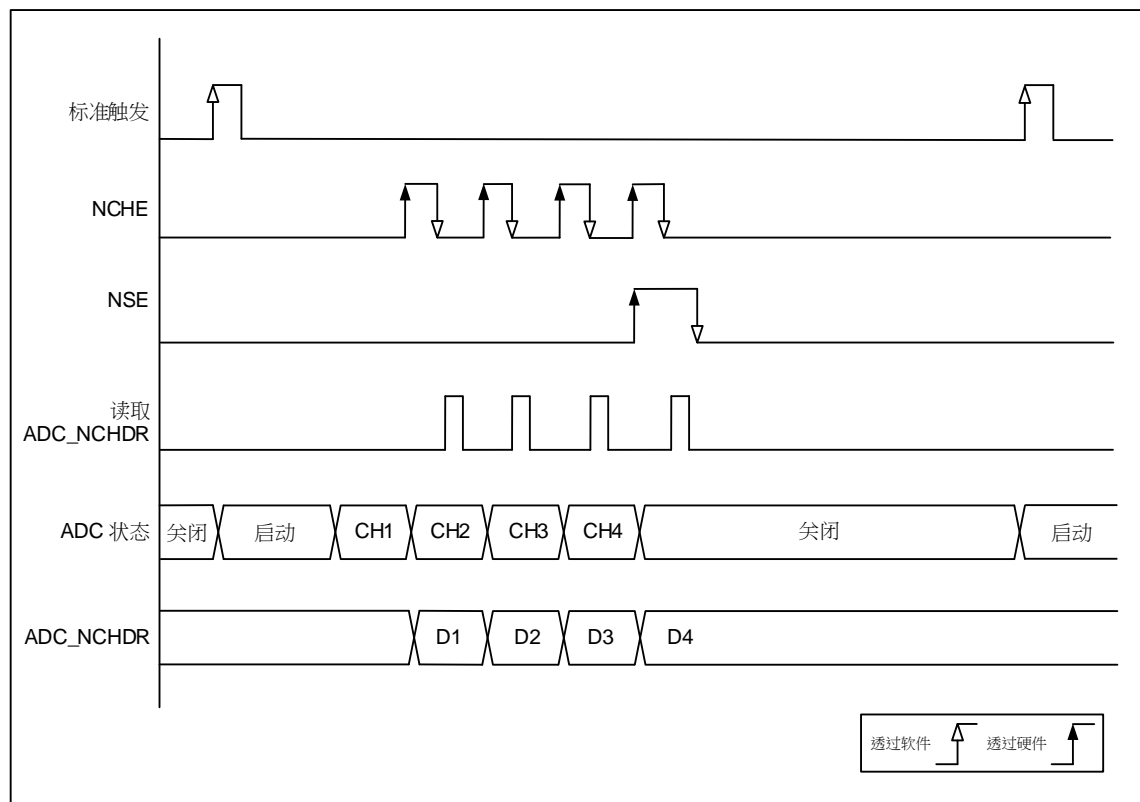 标准触发
NCHE
NSE
读取
ADC_NCHDR
ADC 状态
关闭
启动
CH1
CH2
CH3
CH4
关闭
启动
ADC_NCHDR
D1
D2
D3
D4
透过软件
透过硬件